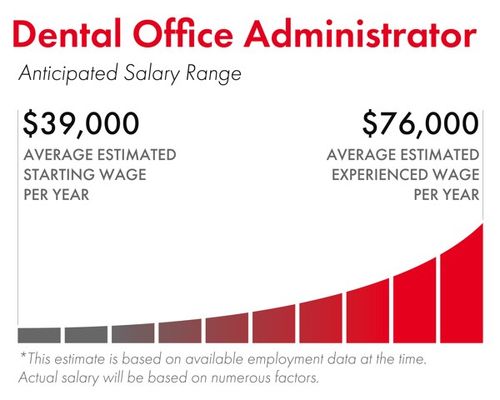 Dental Office Administrator
Anticipated Salary Range
$39,000
AVERAGE ESTIMATED
STARTING WAGE
PER YEAR
$76,000
AVERAGE ESTIMATED
EXPERIENCED WAGE
PER YEAR
*This estimate is based on available employment data at the time.
Actual salary will be based on numerous factors.